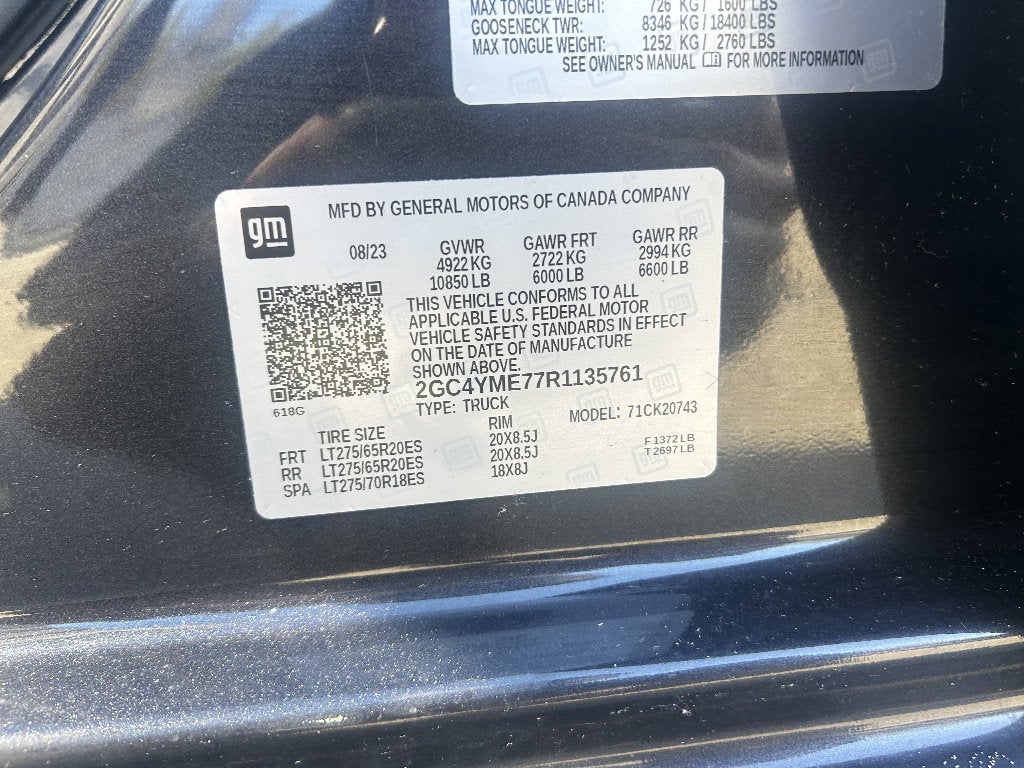 MAX TONGUE WEIGHT: 726 KG / 1600 LBS
GOOSENECK TWR: 8346 KG / 18400 LBS
MAX TONGUE WEIGHT: 1252 KG / 2760 LBS
SEE OWNER'S MANUAL FOR MORE INFORMATION
gm
MFD BY GENERAL MOTORS OF CANADA COMPANY
08/23 GVWR GAWR FRT GAWR RR
4922 KG 2722 KG 2994 KG
10850 LB 6000 LB 6600 LB
THIS VEHICLE CONFORMS TO ALL
APPLICABLE U.S. FEDERAL MOTOR
VEHICLE SAFETY STANDARDS IN EFFECT
ON THE DATE OF MANUFACTURE
SHOWN ABOVE.
618G
2GC4YME77R1135761
TYPE: TRUCK MODEL: 71CK20743
TIRE SIZE RIM
FRT LT275/65R20ES 20X8.5J F1372 LB
RR LT275/65R20ES 20X8.5J T2697 LB
SPA LT275/70R18ES 18X8J